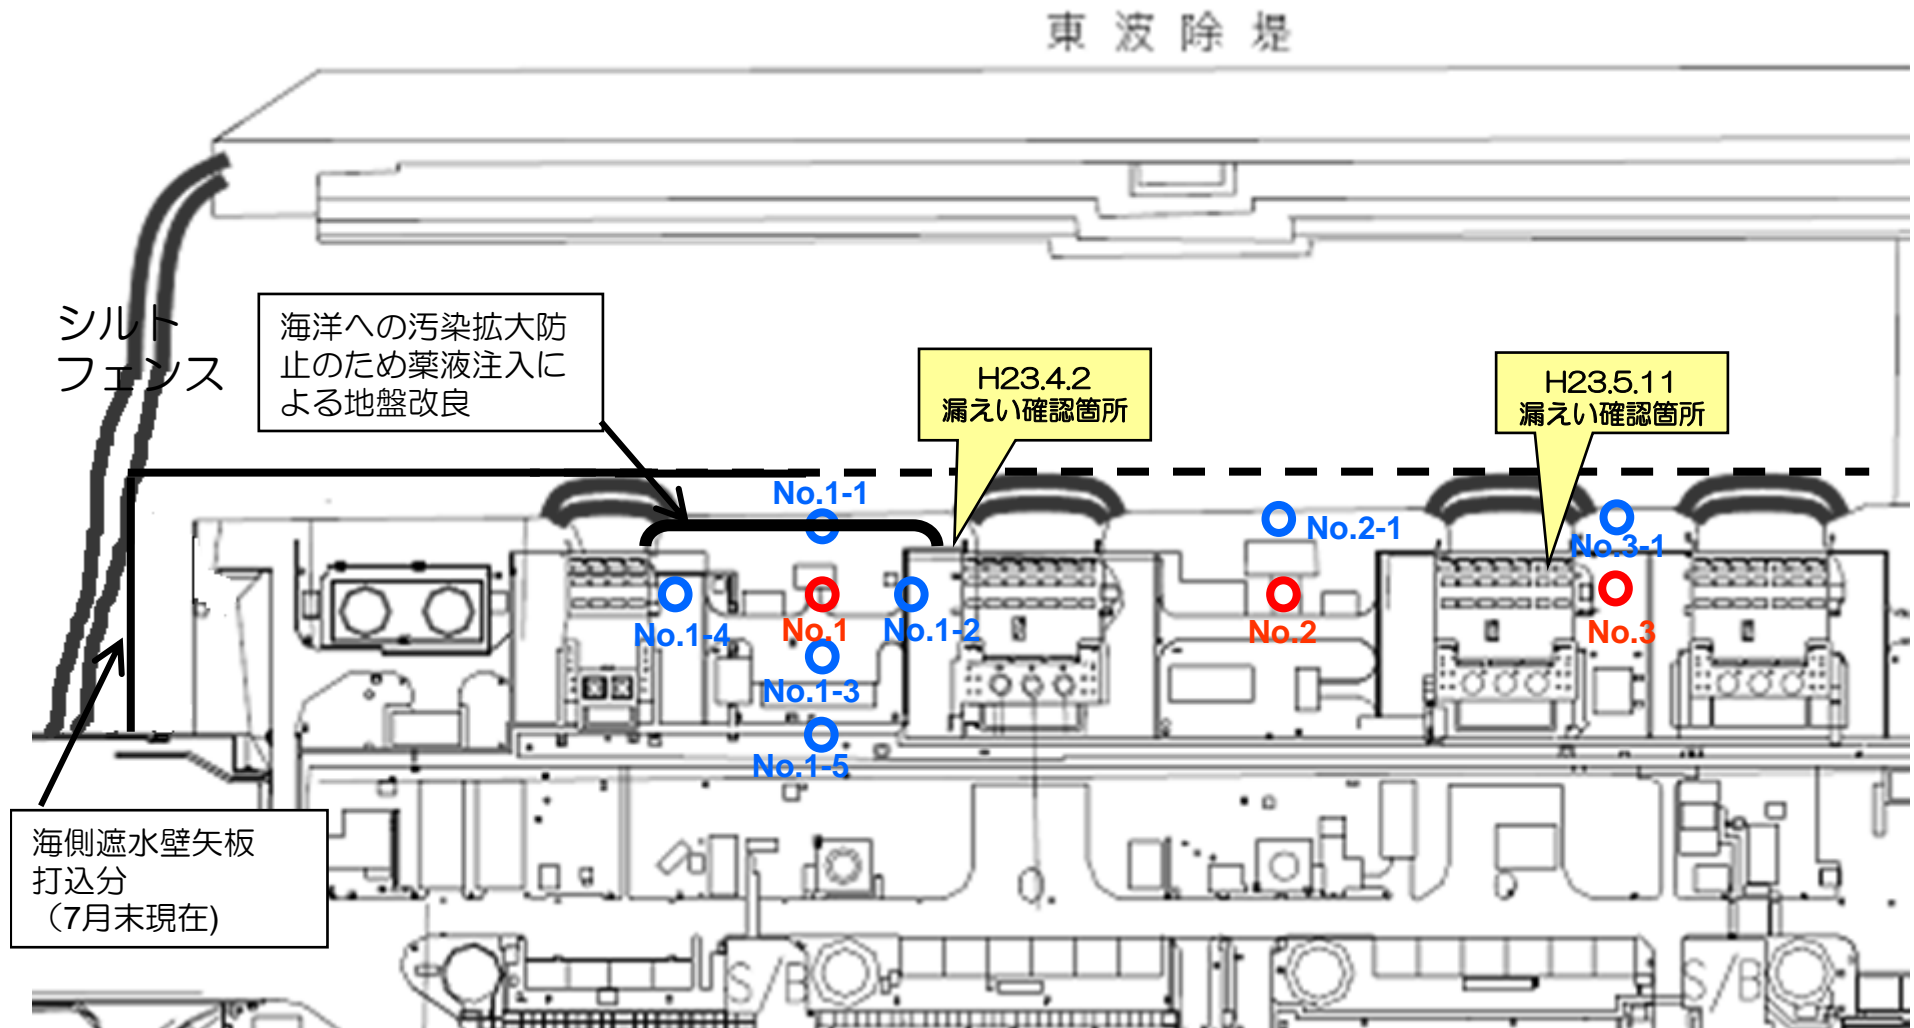 東波除堤
シルト
フェンス
海洋への汚染拡大防
止のため薬液注入に
よる地盤改良
H23.4.2
漏えい確認箇所
H23.5.11
漏えい確認箇所
No.1-1
No.2-1
No.3-1
No.1-4
No.1
No.1-2
No.2
No.3
No.1-3
No.1-5
海側遮水壁矢板
打込分
（7月末現在)
S/B
S/B